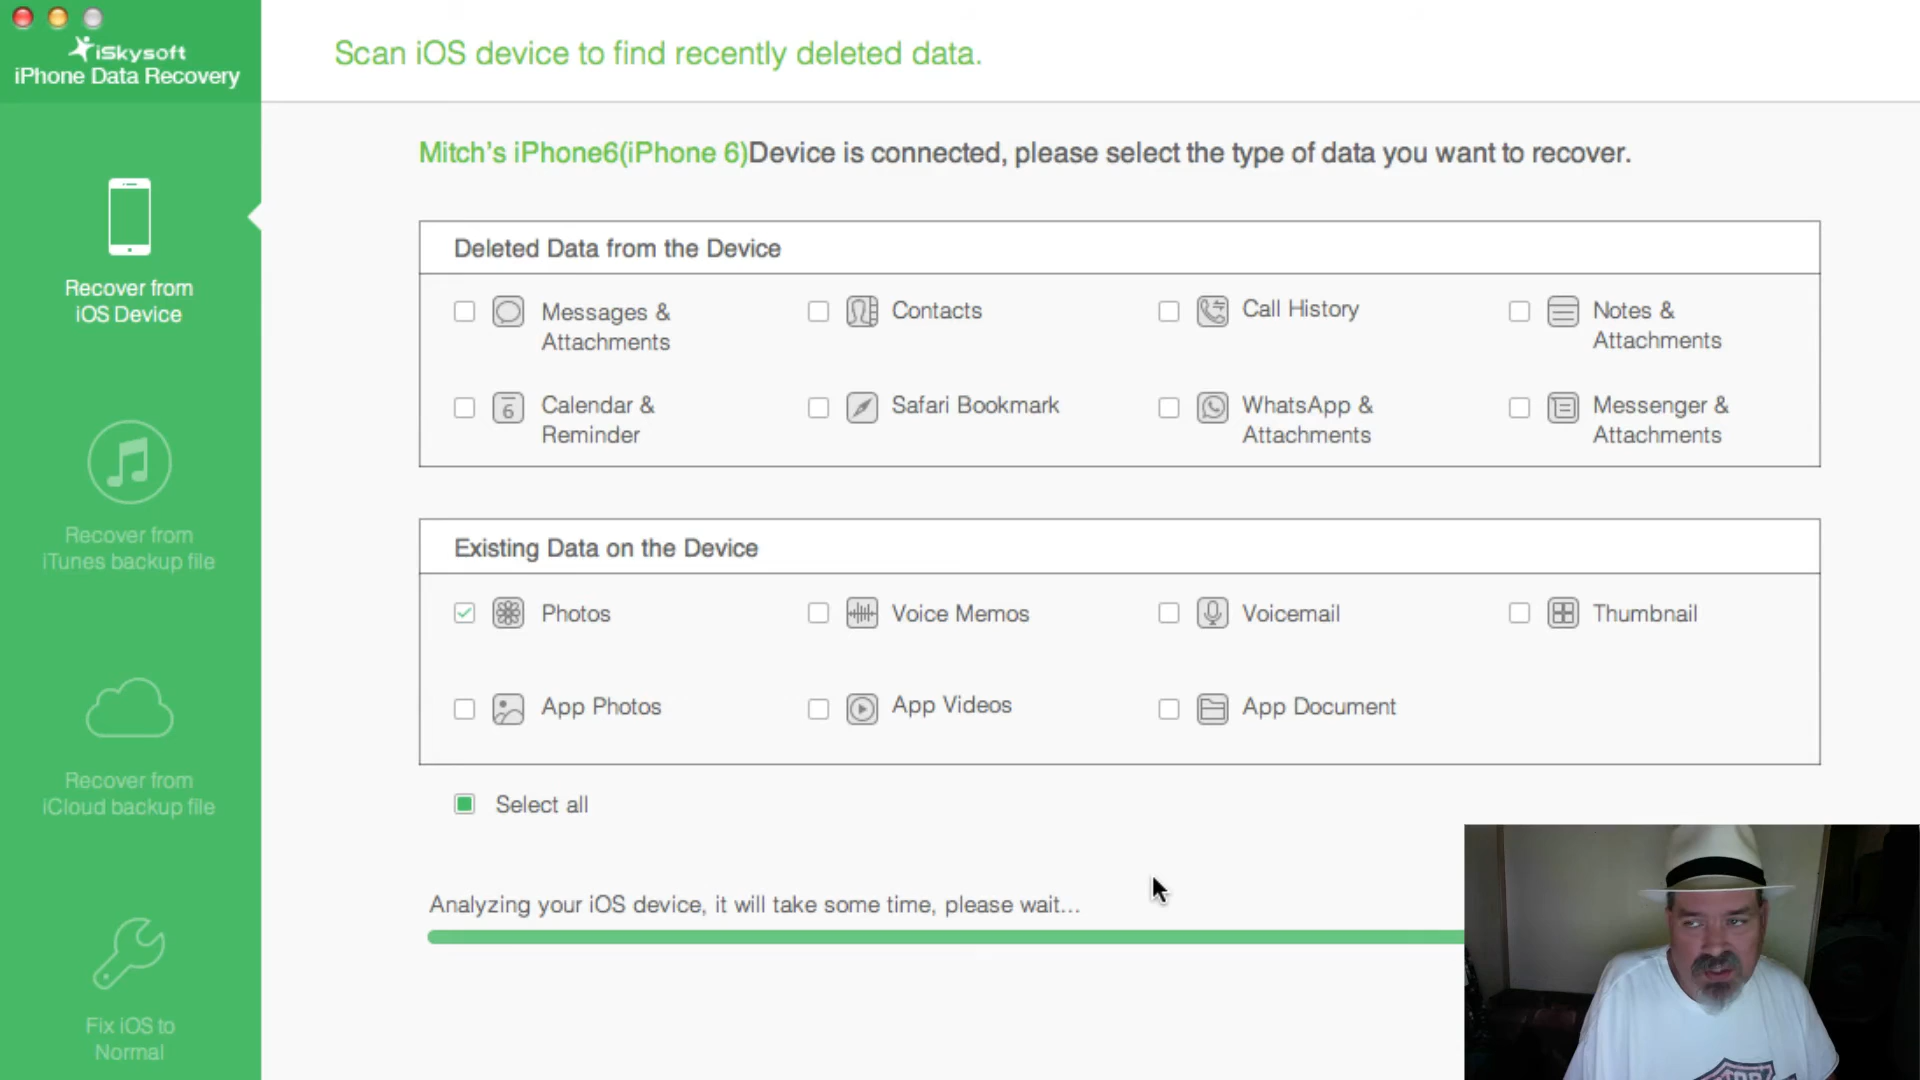 iSkysoft
iPhone Data Recovery
Scan iOS device to find recently deleted data.
Mitch's iPhone6(iPhone 6)Device is connected, please select the type of data you want to recover.
Recover from
iOS Device
Recover from
iTunes backup file
Recover from
iCloud backup file
Fix iOS to
Normal
Deleted Data from the Device
Messages &
Attachments
Contacts
Call History
Notes &
Attachments
6
Calendar &
Reminder
Safari Bookmark
WhatsApp &
Attachments
Messenger &
Attachments
Existing Data on the Device
Photos
Voice Memos
Voicemail
Thumbnail
App Photos
App Videos
App Document
Select all
Analyzing your iOS device, it will take some time, please wait...